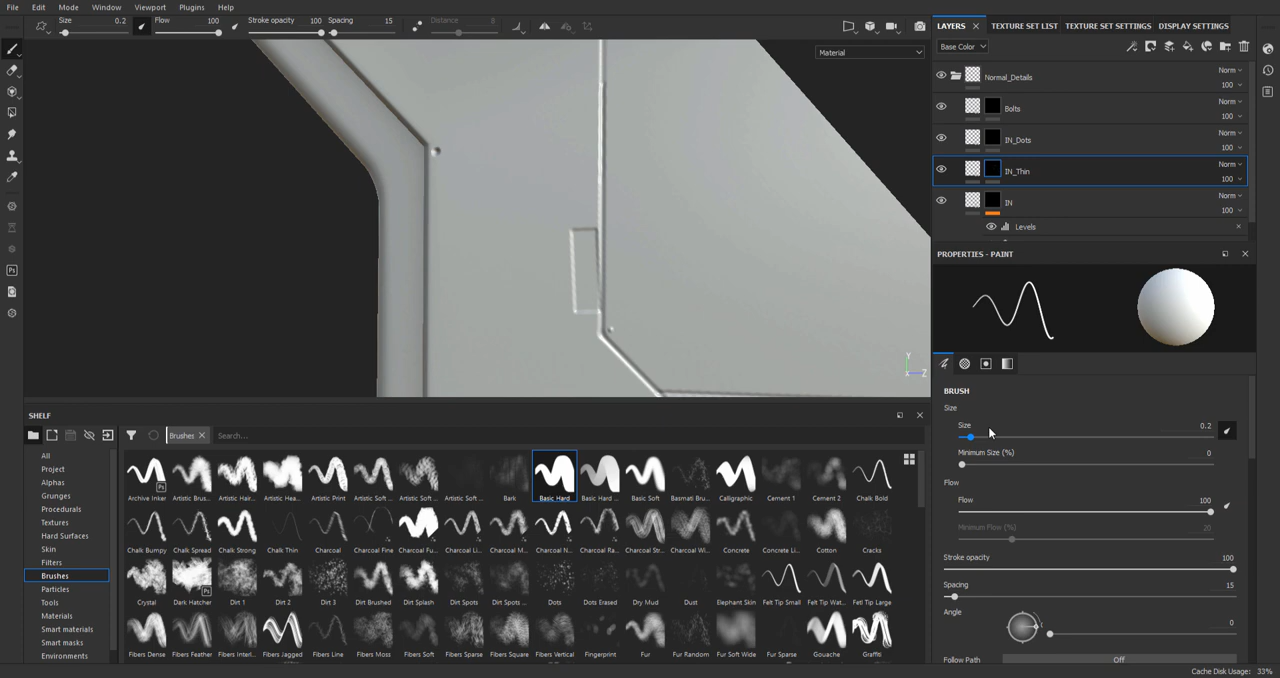 File Edit Mode Window Viewport Plugins Help
Size 0.2 Flow 100 Stroke opacity 100 Spacing 15 Distance 8
Material
Y
X Z
LAYERS TEXTURE SET LIST TEXTURE SET SETTINGS DISPLAY SETTINGS
Base Color
Normal_Details Norm 100
Bolts Norm 100
IN_Dots Norm 100
IN_Thin Norm 100
IN Norm 100
Levels
PROPERTIES - PAINT
BRUSH
Size
Size 0.2
Minimum Size (%) 0
Flow
Flow 100
Minimum Flow (%) 20
Stroke opacity 100
Spacing 15
Angle 0
Follow Path Off
SHELF
Brushes Search...
All
Project
Alphas
Grunges
Procedurals
Textures
Hard Surfaces
Skin
Filters
Brushes
Particles
Tools
Materials
Smart materials
Smart masks
Environments
Ps
Archive Inker Artistic Brus... Artistic Hair... Artistic Hea... Artistic Print Artistic Soft ... Artistic Soft ... Artistic Soft ... Bark Basic Hard Basic Hard ... Basic Soft Basmati Bru... Calligraphic Cement 1 Cement 2 Chalk Bold
Chalk Bumpy Chalk Spread Chalk Strong Chalk Thin Charcoal Charcoal Fine Charcoal Fu... Charcoal Li... Charcoal M... Charcoal N... Charcoal Ra... Charcoal Str... Charcoal Wi... Concrete Concrete Li... Cotton Cracks
Crystal Dark Hatcher Dirt 1 Dirt 2 Dirt 3 Dirt Brushed Dirt Splash Dirt Spots Dirt Spots ... Dots Dots Erased Dry Mud Dust Elephant Skin Felt Tip Small Felt Tip Wat... Felt Tip Large
Fibers Dense Fibers Feather Fibers Interl... Fibers Jagged Fibers Line Fibers Moss Fibers Soft Fibers Sparse Fibers Square Fibers Vertical Fingerprint Fur Fur Random Fur Soft Wide Fur Sparse Gouache Graffiti
Cache Disk Usage: 33%